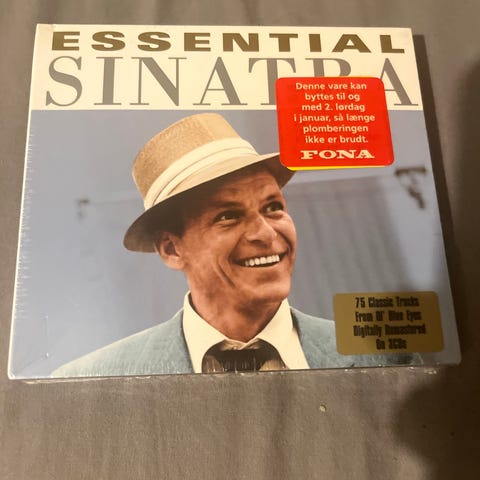 ESSENTIAL
SINATRA
Denne vare kan
byttes til og
med 2. lørdag
i januar, så længe
plomberingen
ikke er brudt.
FONA
75 Classic Tracks
From Ol' Blue Eyes
Digitally Remastered
On 3CDs